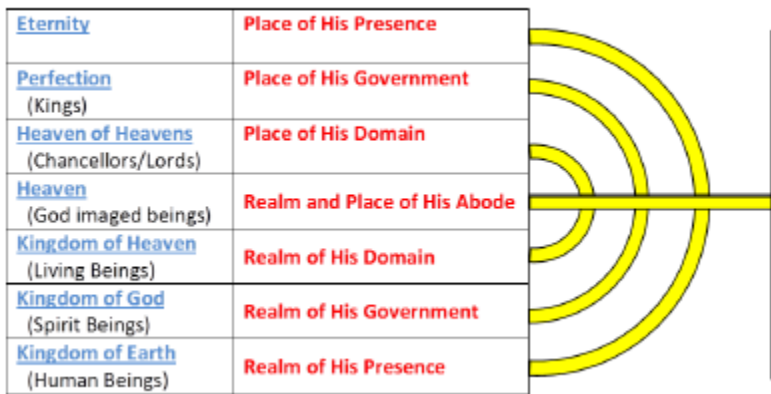 Eternity Place of His Presence
Perfection Place of His Government
(Kings)
Heaven of Heavens Place of His Domain
(Chancellors/Lords)
Heaven Realm and Place of His Abode
(God imaged beings)
Kingdom of Heaven Realm of His Domain
(Living Beings)
Kingdom of God Realm of His Government
(Spirit Beings)
Kingdom of Earth Realm of His Presence
(Human Beings)